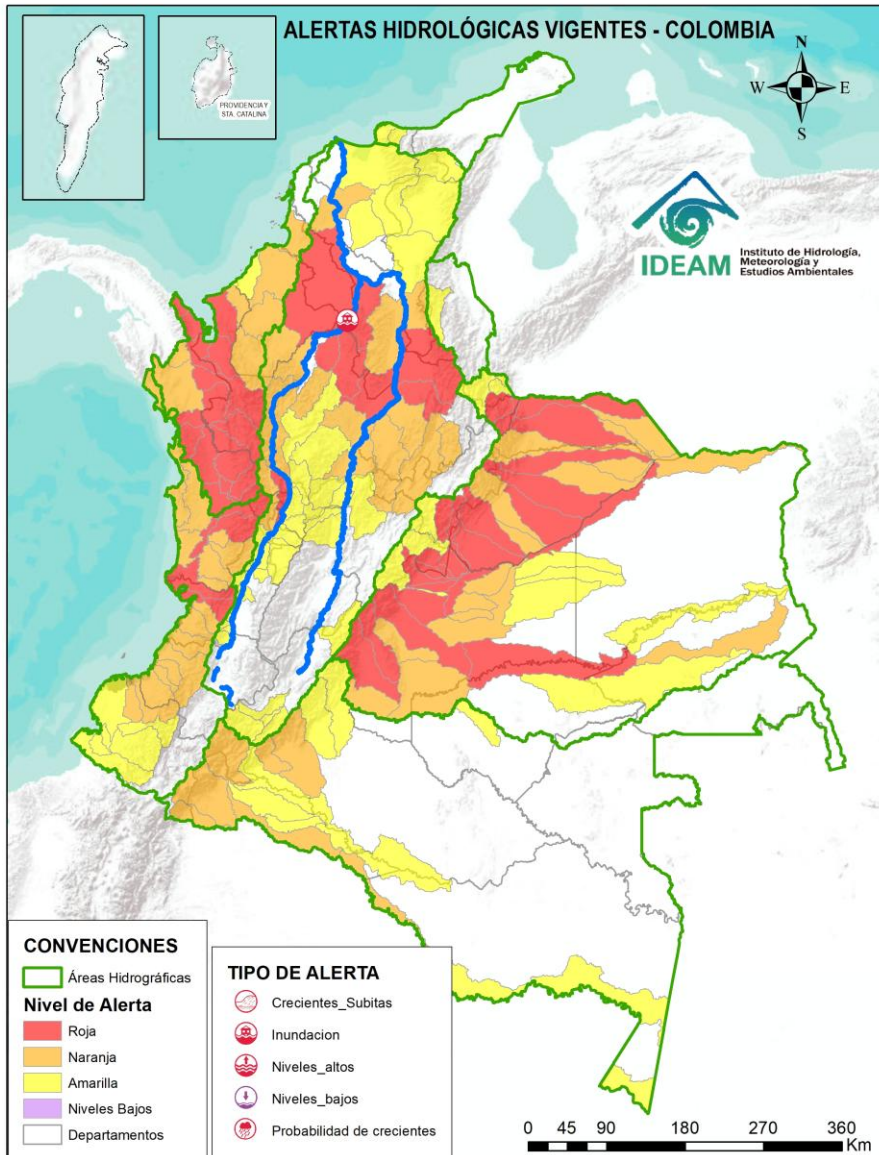 ALERTAS HIDROLÓGICAS VIGENTES - COLOMBIA
PROVIDENCIA Y
STA. CATALINA
N
W
E
S
IDEAM
Instituto de Hidrología,
Meteorología y
Estudios Ambientales
CONVENCIONES
Áreas Hidrográficas
Nivel de Alerta
Roja
Naranja
Amarilla
Niveles Bajos
Departamentos
TIPO DE ALERTA
Crecientes_Subitas
Inundacion
Niveles_altos
Niveles_bajos
Probabilidad de crecientes
0 45 90 180 270 360
Km